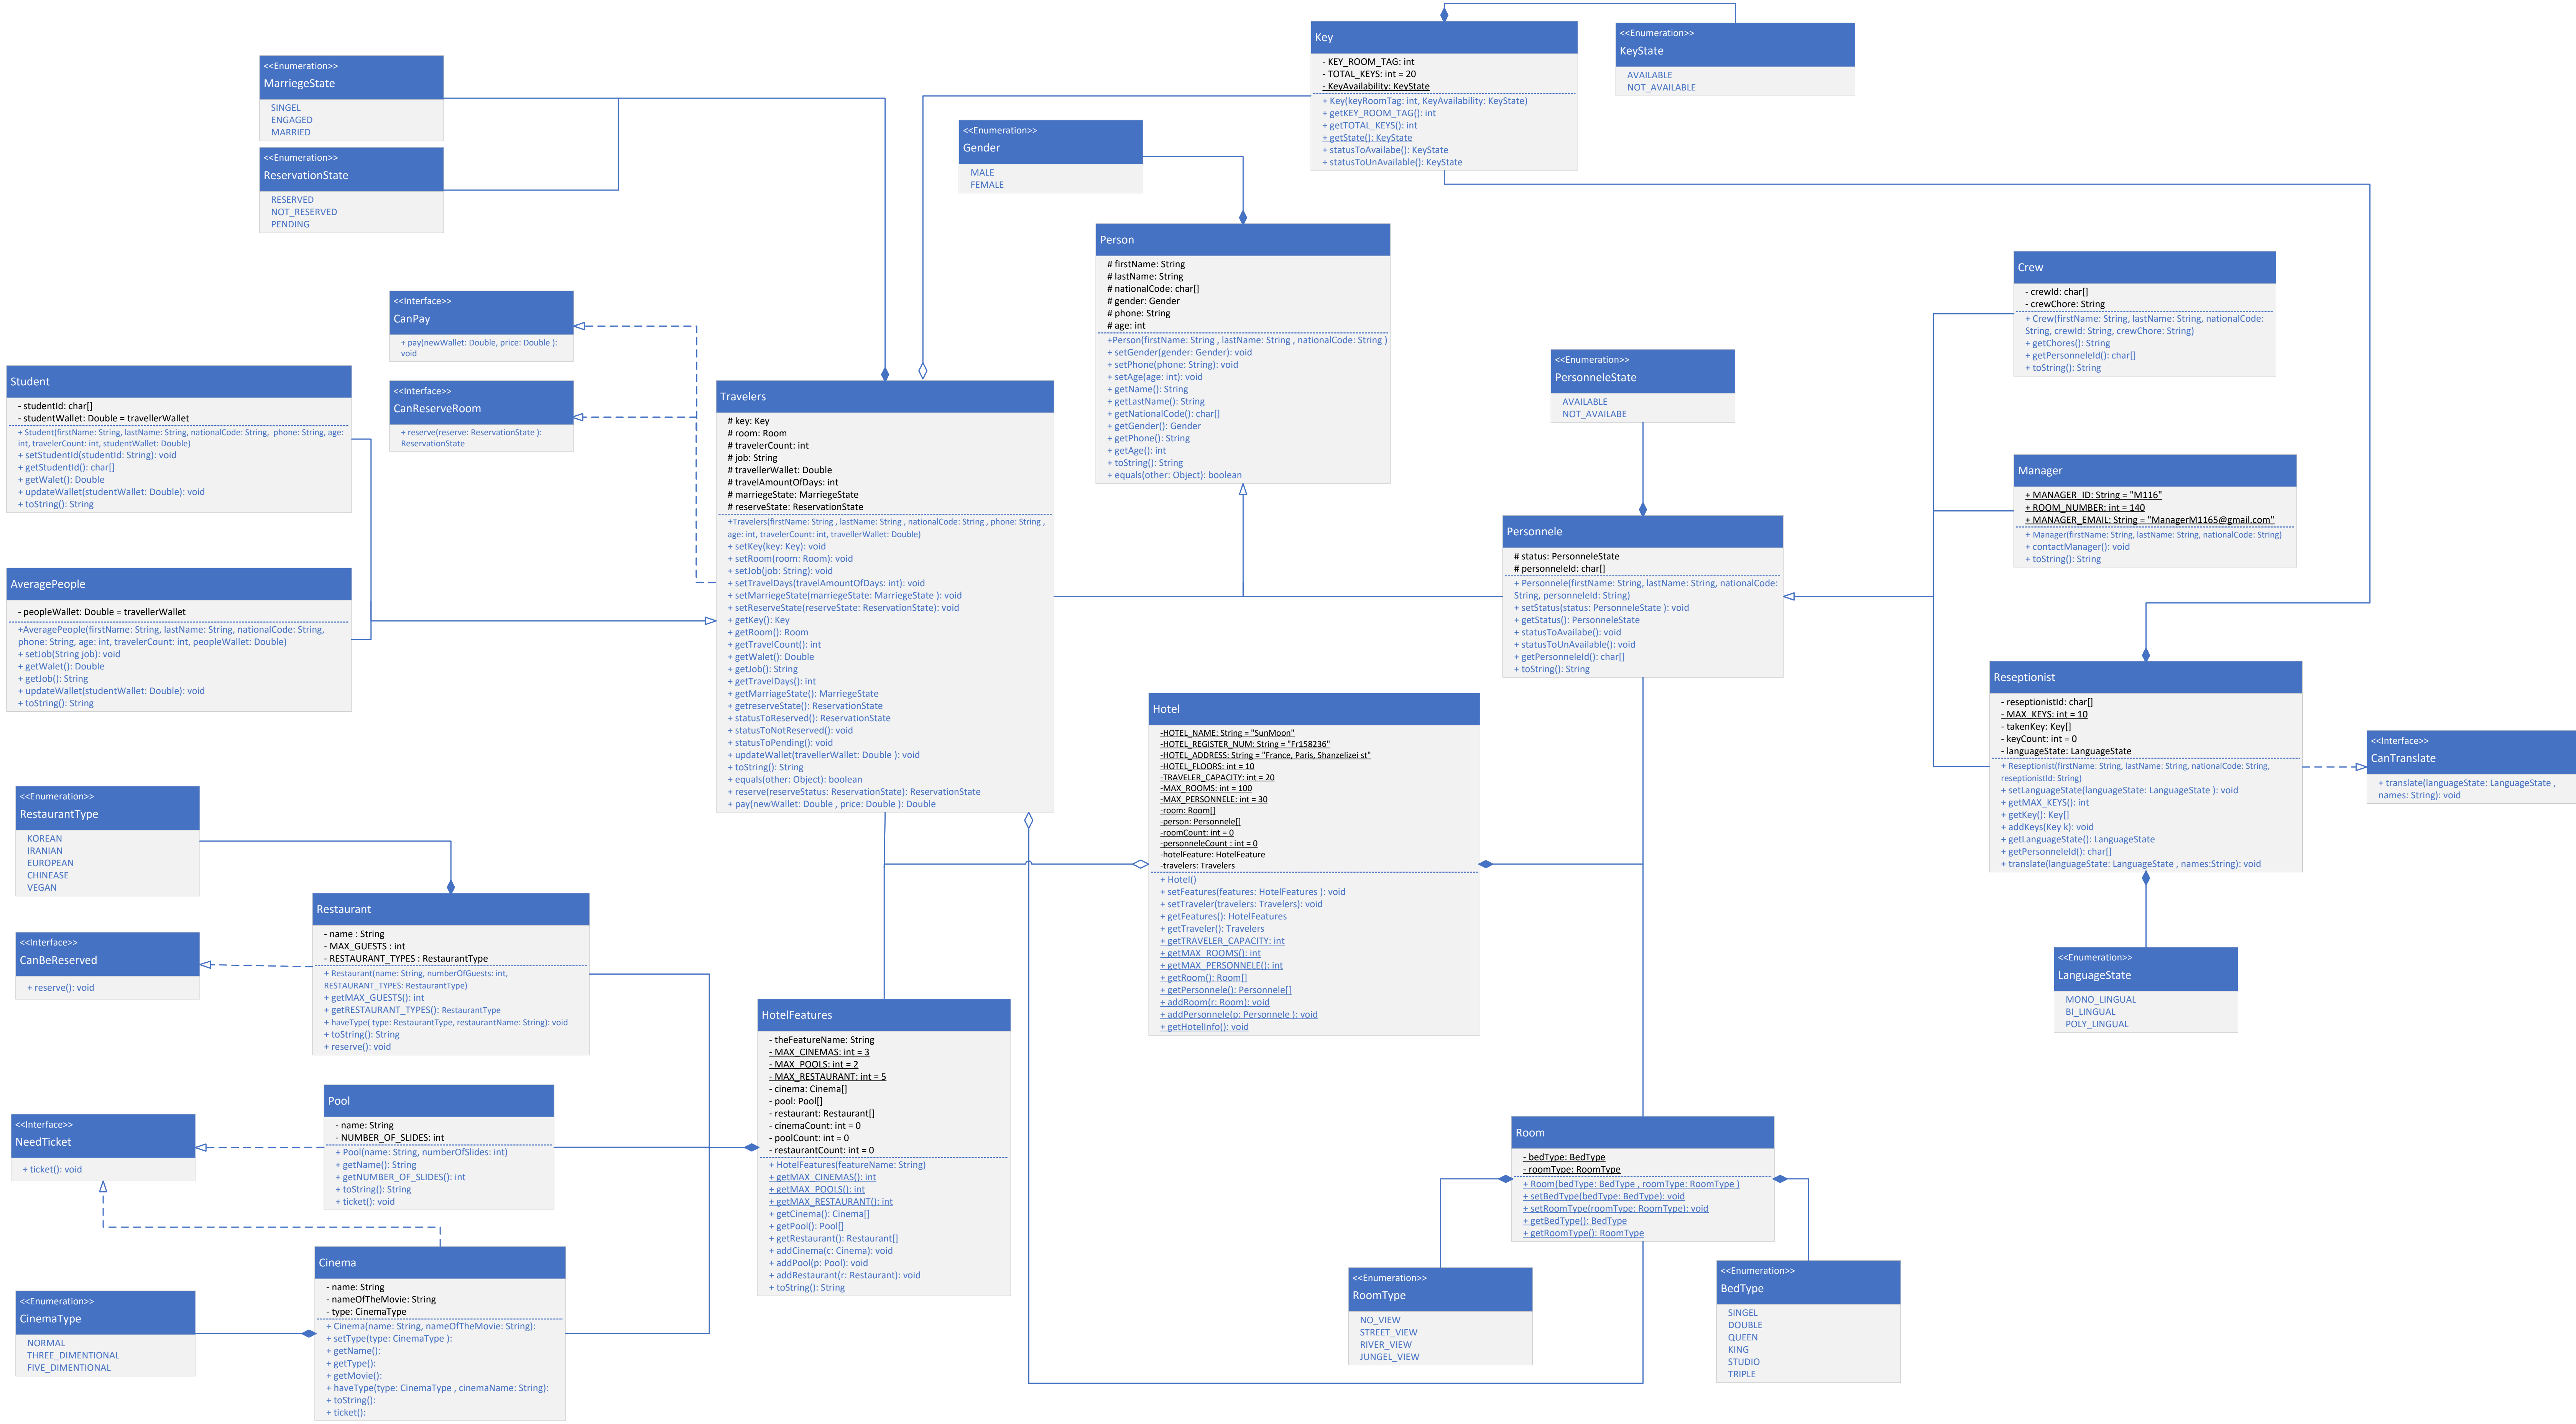 Key
- KEY_ROOM_TAG: int
- TOTAL_KEYS: int = 20
- KeyAvailability: KeyState
+ Key(keyRoomTag: int, KeyAvailability: KeyState)
+ getKEY_ROOM_TAG(): int
+ getTOTAL_KEYS(): int
+ getState(): KeyState
+ statusToAvailabe(): KeyState
+ statusToUnAvailable(): KeyState
<<Enumeration>>
KeyState
AVAILABLE
NOT_AVAILABLE
<<Enumeration>>
MarriegeState
SINGEL
ENGAGED
MARRIED
<<Enumeration>>
ReservationState
RESERVED
NOT_RESERVED
PENDING
<<Enumeration>>
Gender
MALE
FEMALE
Person
# firstName: String
# lastName: String
# nationalCode: char[]
# gender: Gender
# phone: String
# age: int
+Person(firstName: String , lastName: String , nationalCode: String )
+ setGender(gender: Gender): void
+ setPhone(phone: String): void
+ setAge(age: int): void
+ getName(): String
+ getLastName(): String
+ getNationalCode(): char[]
+ getGender(): Gender
+ getPhone(): String
+ getAge(): int
+ toString(): String
+ equals(other: Object): boolean
Crew
- crewId: char[]
- crewChore: String
+ Crew(firstName: String, lastName: String, nationalCode:
String, crewId: String, crewChore: String)
+ getChores(): String
+ getPersonneleId(): char[]
+ toString(): String
<<Interface>>
CanPay
+ pay(newWallet: Double, price: Double ):
void
<<Interface>>
CanReserveRoom
+ reserve(reserve: ReservationState ):
ReservationState
Student
- studentId: char[]
- studentWallet: Double = travellerWallet
+ Student(firstName: String, lastName: String, nationalCode: String,  phone: String, age:
int, travelerCount: int, studentWallet: Double)
+ setStudentId(studentId: String): void
+ getStudentId(): char[]
+ getWalet(): Double
+ updateWallet(studentWallet: Double): void
+ toString(): String
AveragePeople
- peopleWallet: Double = travellerWallet
+AveragePeople(firstName: String, lastName: String, nationalCode: String,
phone: String, age: int, travelerCount: int, peopleWallet: Double)
+ setJob(String job): void
+ getWalet(): Double
+ getJob(): String
+ updateWallet(studentWallet: Double): void
+ toString(): String
Travelers
# key: Key
# room: Room
# travelerCount: int
# job: String
# travellerWallet: Double
# travelAmountOfDays: int
# marriegeState: MarriegeState
# reserveState: ReservationState
+Travelers(firstName: String , lastName: String , nationalCode: String , phone: String ,
age: int, travelerCount: int, travellerWallet: Double)
+ setKey(key: Key): void
+ setRoom(room: Room): void
+ setJob(job: String): void
+ setTravelDays(travelAmountOfDays: int): void
+ setMarriegeState(marriegeState: MarriegeState ): void
+ setReserveState(reserveState: ReservationState): void
+ getKey(): Key
+ getRoom(): Room
+ getTravelCount(): int
+ getWalet(): Double
+ getJob(): String
+ getTravelDays(): int
+ getMarriageState(): MarriegeState
+ getreserveState(): ReservationState
+ statusToReserved(): ReservationState
+ statusToNotReserved(): void
+ statusToPending(): void
+ updateWallet(travellerWallet: Double ): void
+ toString(): String
+ equals(other: Object): boolean
+ reserve(reserveStatus: ReservationState): ReservationState
+ pay(newWallet: Double , price: Double ): Double
<<Enumeration>>
PersonneleState
AVAILABLE
NOT_AVAILABE
Personnele
# status: PersonneleState
# personneleId: char[]
+ Personnele(firstName: String, lastName: String, nationalCode:
String, personneleId: String)
+ setStatus(status: PersonneleState ): void
+ getStatus(): PersonneleState
+ statusToAvailabe(): void
+ statusToUnAvailable(): void
+ getPersonneleId(): char[]
+ toString(): String
Manager
+ MANAGER_ID: String = "M116"
+ ROOM_NUMBER: int = 140
+ MANAGER_EMAIL: String = "ManagerM1165@gmail.com"
+ Manager(firstName: String, lastName: String, nationalCode: String)
+ contactManager(): void
+ toString(): String
Reseptionist
- reseptionistId: char[]
- MAX_KEYS: int = 10
- takenKey: Key[]
- keyCount: int = 0
- languageState: LanguageState
+ Reseptionist(firstName: String, lastName: String, nationalCode: String,
reseptionistId: String)
+ setLanguageState(languageState: LanguageState ): void
+ getMAX_KEYS(): int
+ getKey(): Key[]
+ addKeys(Key k): void
+ getLanguageState(): LanguageState
+ getPersonneleId(): char[]
+ translate(languageState: LanguageState , names:String): void
<<Interface>>
CanTranslate
+ translate(languageState: LanguageState ,
names: String): void
<<Enumeration>>
LanguageState
MONO_LINGUAL
BI_LINGUAL
POLY_LINGUAL
Hotel
-HOTEL_NAME: String = "SunMoon"
-HOTEL_REGISTER_NUM: String = "Fr158236"
-HOTEL_ADDRESS: String = "France, Paris, Shanzelizei st"
-HOTEL_FLOORS: int = 10
-TRAVELER_CAPACITY: int = 20
-MAX_ROOMS: int = 100
-MAX_PERSONNELE: int = 30
-room: Room[]
-person: Personnele[]
-roomCount: int = 0
-personneleCount : int = 0
-hotelFeature: HotelFeature
-travelers: Travelers
+ Hotel()
+ setFeatures(features: HotelFeatures ): void
+ setTraveler(travelers: Travelers): void
+ getFeatures(): HotelFeatures
+ getTraveler(): Travelers
+ getTRAVELER_CAPACITY: int
+ getMAX_ROOMS(): int
+ getMAX_PERSONNELE(): int
+ getRoom(): Room[]
+ getPersonnele(): Personnele[]
+ addRoom(r: Room): void
+ addPersonnele(p: Personnele ): void
+ getHotelInfo(): void
<<Enumeration>>
RestaurantType
KOREAN
IRANIAN
EUROPEAN
CHINEASE
VEGAN
<<Interface>>
CanBeReserved
+ reserve(): void
Restaurant
- name : String
- MAX_GUESTS : int
- RESTAURANT_TYPES : RestaurantType
+ Restaurant(name: String, numberOfGuests: int,
RESTAURANT_TYPES: RestaurantType)
+ getMAX_GUESTS(): int
+ getRESTAURANT_TYPES(): RestaurantType
+ haveType( type: RestaurantType, restaurantName: String): void
+ toString(): String
+ reserve(): void
HotelFeatures
- theFeatureName: String
- MAX_CINEMAS: int = 3
- MAX_POOLS: int = 2
- MAX_RESTAURANT: int = 5
- cinema: Cinema[]
- pool: Pool[]
- restaurant: Restaurant[]
- cinemaCount: int = 0
- poolCount: int = 0
- restaurantCount: int = 0
+ HotelFeatures(featureName: String)
+ getMAX_CINEMAS(): int
+ getMAX_POOLS(): int
+ getMAX_RESTAURANT(): int
+ getCinema(): Cinema[]
+ getPool(): Pool[]
+ getRestaurant(): Restaurant[]
+ addCinema(c: Cinema): void
+ addPool(p: Pool): void
+ addRestaurant(r: Restaurant): void
+ toString(): String
<<Interface>>
NeedTicket
+ ticket(): void
Pool
- name: String
- NUMBER_OF_SLIDES: int
+ Pool(name: String, numberOfSlides: int)
+ getName(): String
+ getNUMBER_OF_SLIDES(): int
+ toString(): String
+ ticket(): void
<<Enumeration>>
CinemaType
NORMAL
THREE_DIMENTIONAL
FIVE_DIMENTIONAL
Cinema
- name: String
- nameOfTheMovie: String
- type: CinemaType
+ Cinema(name: String, nameOfTheMovie: String):
+ setType(type: CinemaType ):
+ getName():
+ getType():
+ getMovie():
+ haveType(type: CinemaType , cinemaName: String):
+ toString():
+ ticket():
Room
- bedType: BedType
- roomType: RoomType
+ Room(bedType: BedType , roomType: RoomType )
+ setBedType(bedType: BedType): void
+ setRoomType(roomType: RoomType): void
+ getBedType(): BedType
+ getRoomType(): RoomType
<<Enumeration>>
RoomType
NO_VIEW
STREET_VIEW
RIVER_VIEW
JUNGEL_VIEW
<<Enumeration>>
BedType
SINGEL
DOUBLE
QUEEN
KING
STUDIO
TRIPLE